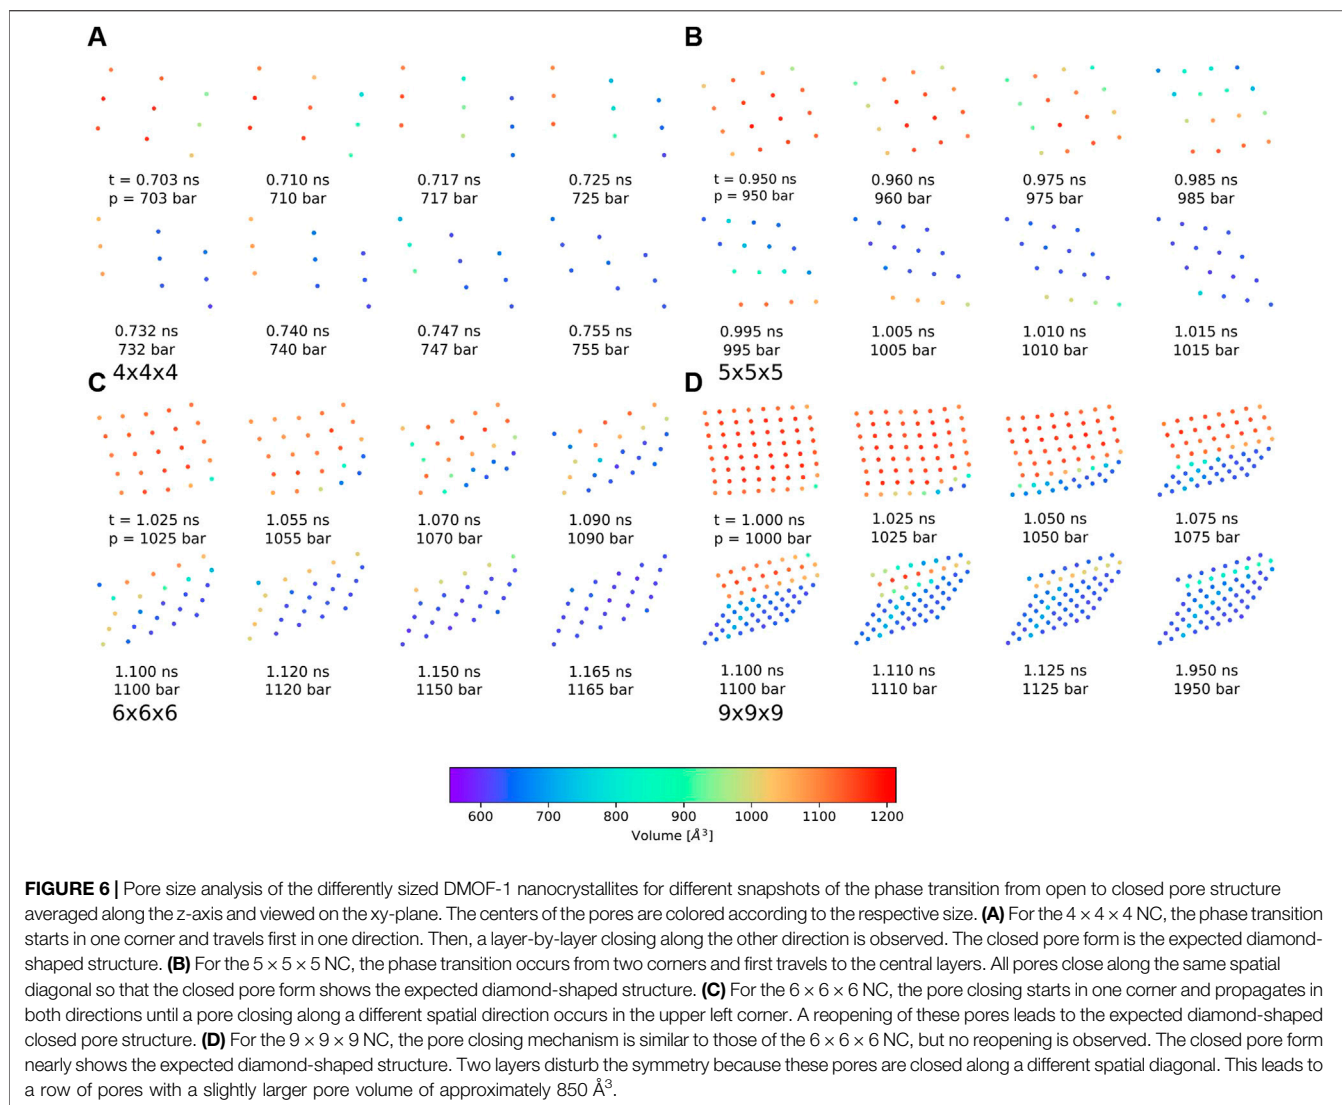 A
B
t = 0.703 ns
p = 703 bar
0.710 ns
710 bar
0.717 ns
717 bar
0.725 ns
725 bar
t = 0.950 ns
p = 950 bar
0.960 ns
960 bar
0.975 ns
975 bar
0.985 ns
985 bar
0.732 ns
732 bar
0.740 ns
740 bar
0.747 ns
747 bar
0.755 ns
755 bar
0.995 ns
995 bar
1.005 ns
1005 bar
1.010 ns
1010 bar
1.015 ns
1015 bar
4x4x4
5x5x5
C
D
t = 1.025 ns
p = 1025 bar
1.055 ns
1055 bar
1.070 ns
1070 bar
1.090 ns
1090 bar
t = 1.000 ns
p = 1000 bar
1.025 ns
1025 bar
1.050 ns
1050 bar
1.075 ns
1075 bar
1.100 ns
1100 bar
1.120 ns
1120 bar
1.150 ns
1150 bar
1.165 ns
1165 bar
1.100 ns
1100 bar
1.110 ns
1110 bar
1.125 ns
1125 bar
1.950 ns
1950 bar
6x6x6
9x9x9
600 700 800 900 1000 1100 1200
Volume [Å³]
FIGURE 6 | Pore size analysis of the differently sized DMOF-1 nanocrystallites for different snapshots of the phase transition from open to closed pore structure
averaged along the z-axis and viewed on the xy-plane. The centers of the pores are colored according to the respective size. (A) For the 4 × 4 × 4 NC, the phase transition
starts in one corner and travels first in one direction. Then, a layer-by-layer closing along the other direction is observed. The closed pore form is the expected diamond-
shaped structure. (B) For the 5 × 5 × 5 NC, the phase transition occurs from two corners and first travels to the central layers. All pores close along the same spatial
diagonal so that the closed pore form shows the expected diamond-shaped structure. (C) For the 6 × 6 × 6 NC, the pore closing starts in one corner and propagates in
both directions until a pore closing along a different spatial direction occurs in the upper left corner. A reopening of these pores leads to the expected diamond-shaped
closed pore structure. (D) For the 9 × 9 × 9 NC, the pore closing mechanism is similar to those of the 6 × 6 × 6 NC, but no reopening is observed. The closed pore form
nearly shows the expected diamond-shaped structure. Two layers disturb the symmetry because these pores are closed along a different spatial diagonal. This leads to
a row of pores with a slightly larger pore volume of approximately 850 Å³.